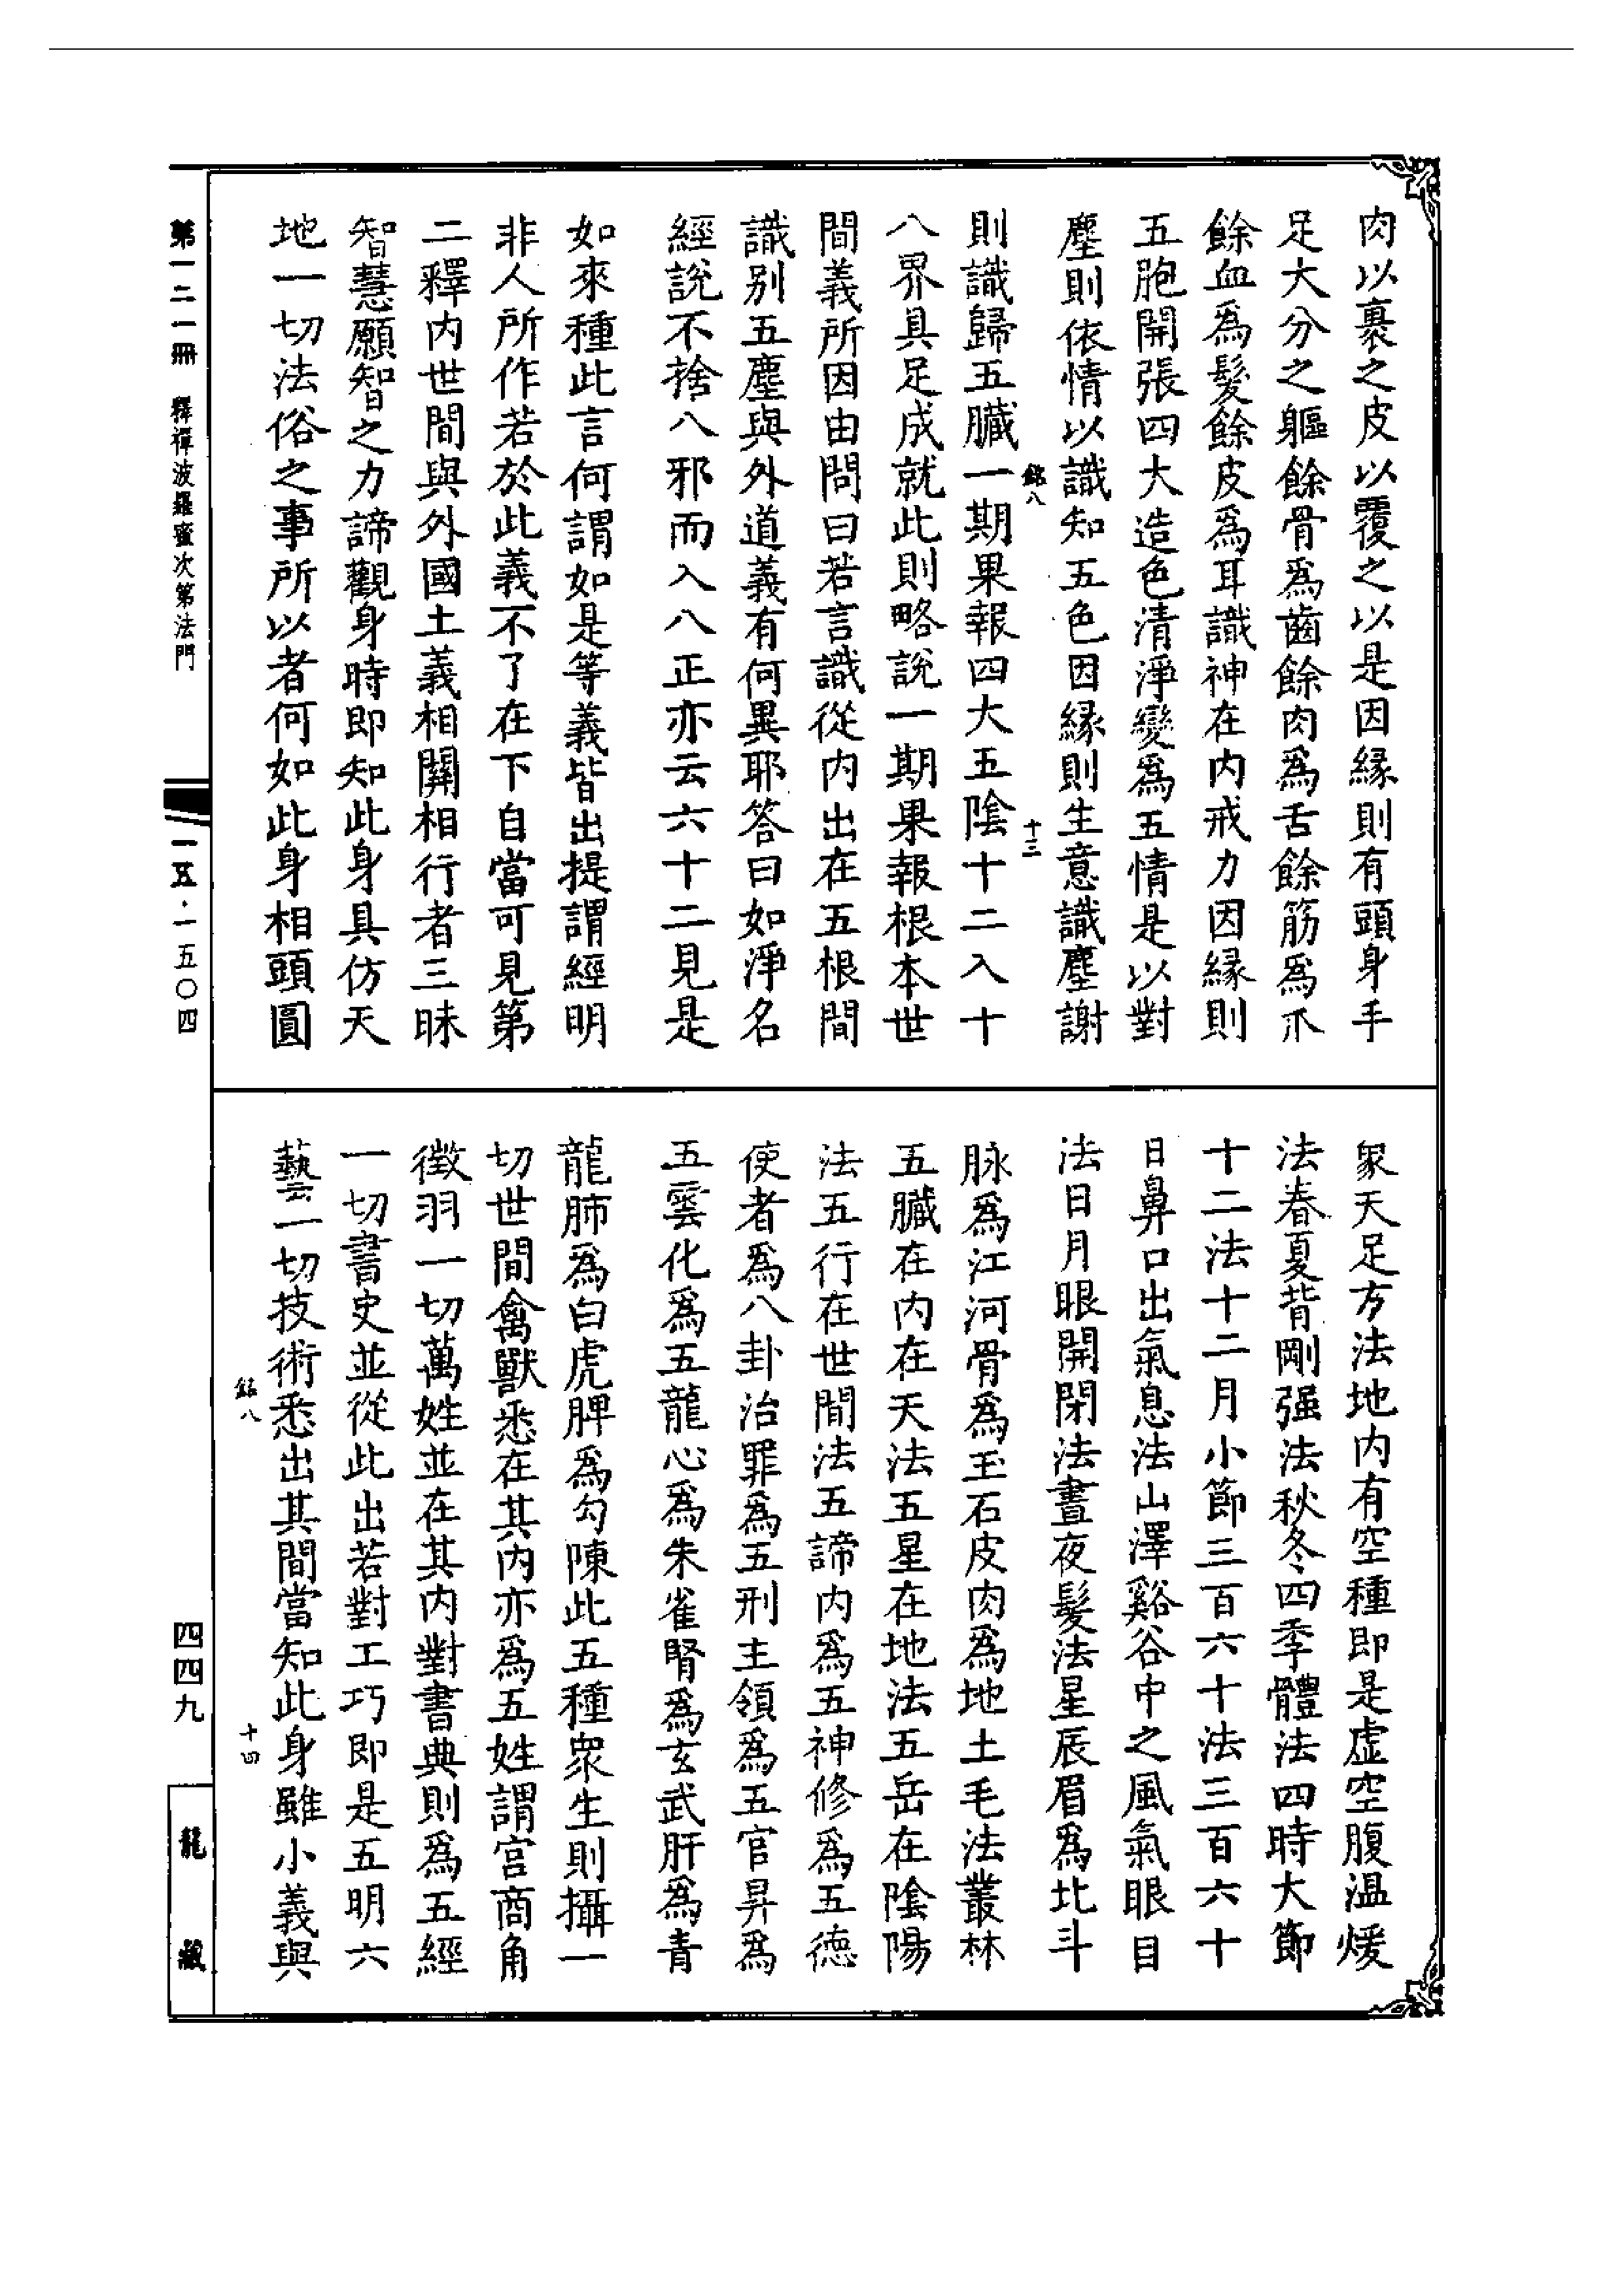 肉以裹之皮以覆之以是因緣則有頭身手
足大分之軀餘骨爲齒餘肉爲舌餘筋爲爪
餘血爲髮餘皮爲耳識神在内戒力因緣則
五胞開張四大造色清淨變爲五情是以對
塵則依情以識知五色因緣則生意識塵謝
銘八
十三
則識歸五臟一期果報四大五陰十二入十
八界具足成就此則略說一期果報根本世
間義所因由問曰若言識從内出在五根間
識别五塵與外道義有何異耶答曰如淨名
經說不捨八邪而入八正亦云六十二見是
如來種此言何謂如是等義皆出提謂經明
非人所作若於此義不了在下自當可見第
二釋内世間與外國土義相關相行者三昧
智慧願智之力諦觀身時即知此身具仿天
地一切法俗之事所以者何如此身相頭圓
象天足方法地内有空種即是虛空腹温煖
法春夏背剛强法秋冬四季體法四時大節
十二法十二月小節三百六十法三百六十
日鼻口出氣息法山澤谿谷中之風氣眼目
法日月眼開閉法晝夜髮法星辰眉爲北斗
脉爲江河骨爲玉石皮肉爲地土毛法叢林
五臟在内在天法五星在地法五岳在陰陽
法五行在世間法五諦内爲五神修爲五德
使者爲八卦治罪爲五刑主領爲五官昇爲
五雲化爲五龍心爲朱雀腎爲玄武肝爲青
龍肺爲白虎脾爲勾陳此五種衆生則攝一
切世間禽獸悉在其内亦爲五姓謂宫商角
徵羽一切萬姓並在其内對書典則爲五經
一切書史並從此出若對工巧即是五明六
藝一切技術悉出其間當知此身雖小義與
銘八
十四
第一二一冊
釋禪波羅蜜次第法門
一五·一五〇四
四四九
龍藏